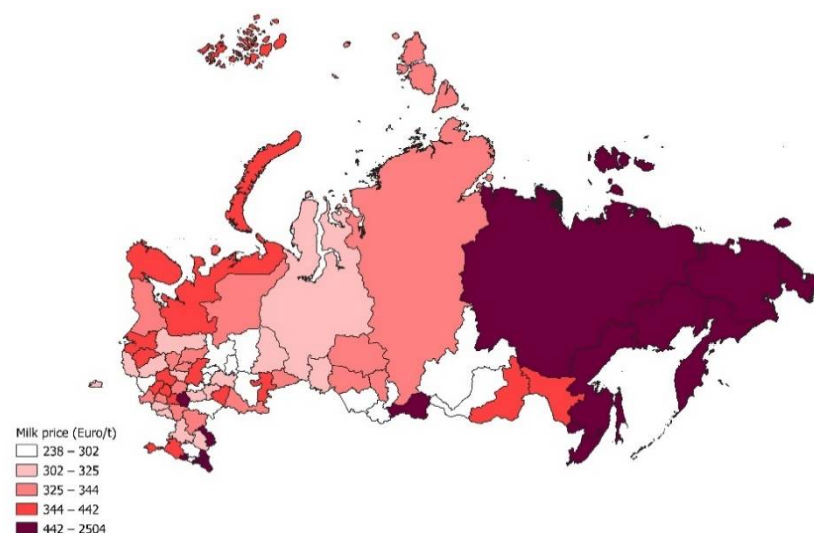 Milk price (Euro/t)
238 – 302
302 – 325
325 – 344
344 – 442
442 – 2504